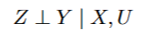 Z ⊥ Y | X, U